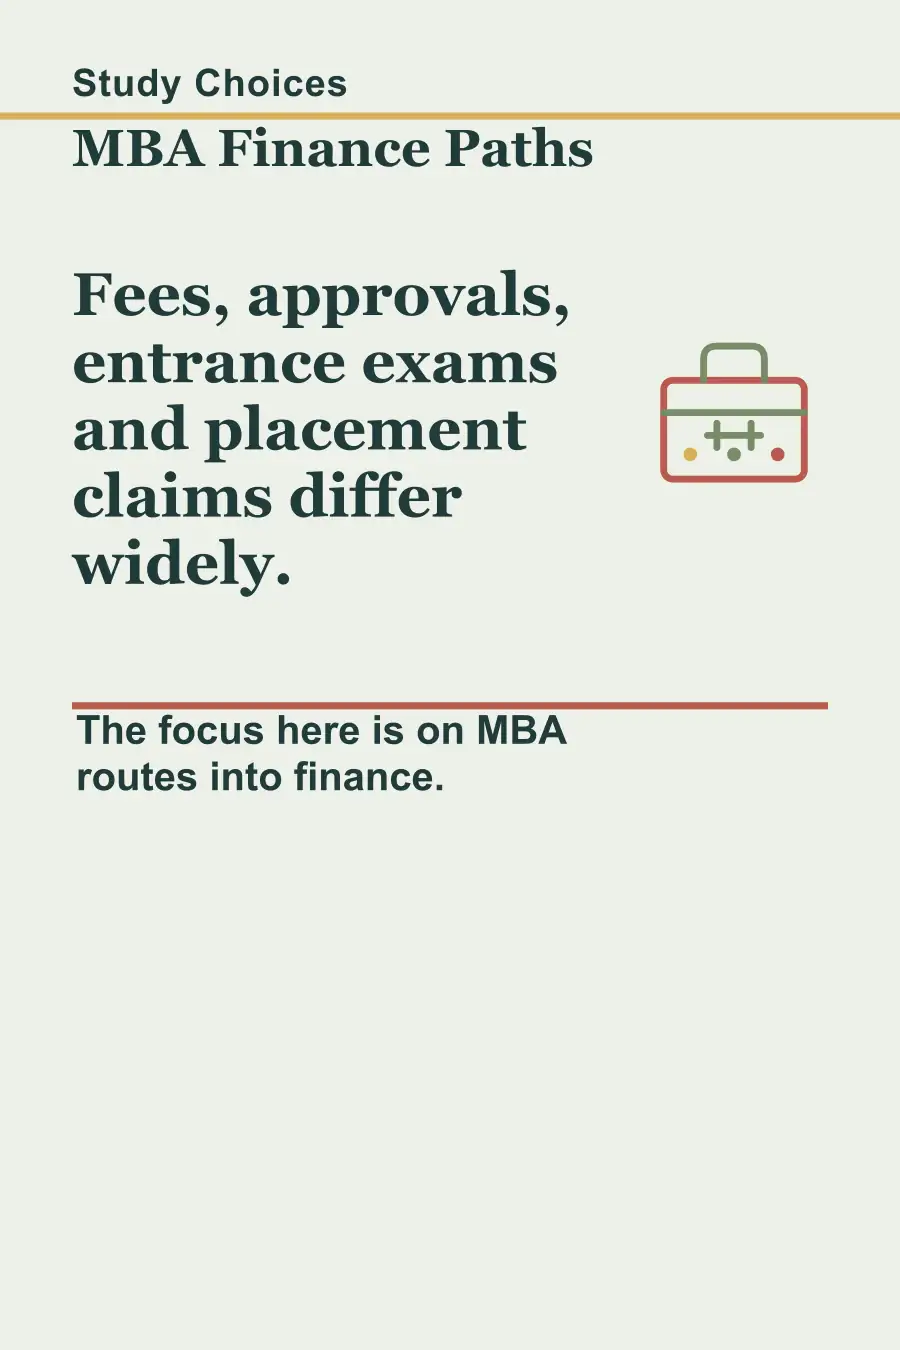 Study Choices
MBA Finance Paths
Fees, approvals,
entrance exams
and placement
claims differ
widely.
The focus here is on MBA
routes into finance.